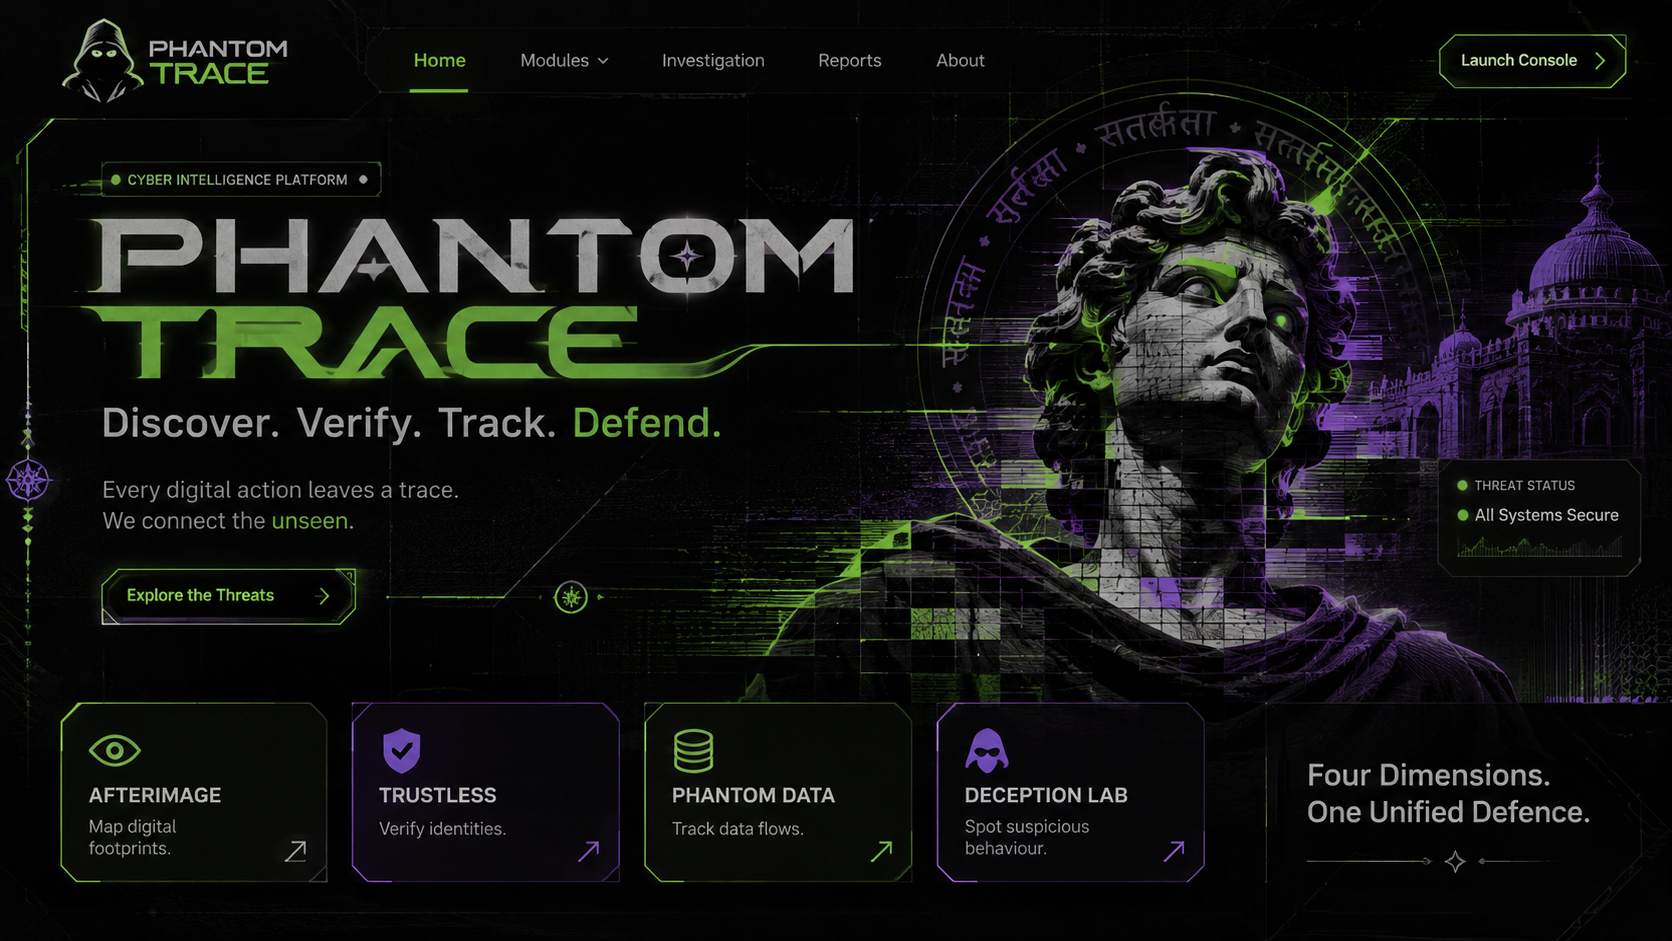 PHANTOM
TRACE
Home
Modules
Investigation
Reports
About
Launch Console
CYBER INTELLIGENCE PLATFORM
PHANTOM
TRACE
Discover. Verify. Track. Defend.
Every digital action leaves a trace.
We connect the unseen.
Explore the Threats
सतर्कता
THREAT STATUS
All Systems Secure
AFTERIMAGE
Map digital
footprints.
TRUSTLESS
Verify identities.
PHANTOM DATA
Track data flows.
DECEPTION LAB
Spot suspicious
behaviour.
Four Dimensions.
One Unified Defence.